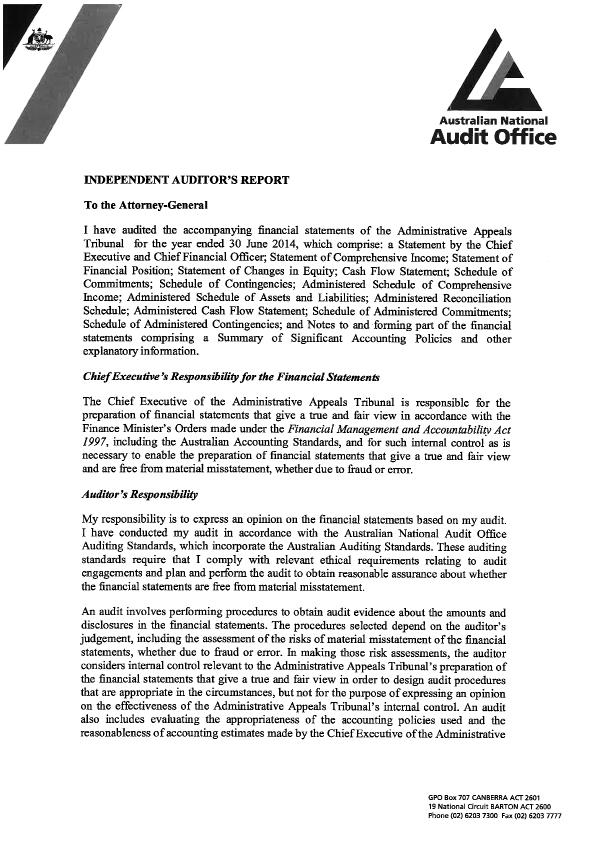 Australian National
Audit Office
INDEPENDENT AUDITOR'S REPORT
To the Attorney-General
I have audited the accompanying financial statements of the Administrative Appeals
Tribunal for the year ended 30 June 2014, which comprise: a Statement by the Chief
Executive and Chief Financial Officer; Statement of Comprehensive Income; Statement of
Financial Position; Statement of Changes in Equity; Cash Flow Statement; Schedule of
Commitments; Schedule of Contingencies; Administered Schedule of Comprehensive
Income; Administered Schedule of Assets and Liabilities; Administered Reconciliation
Schedule; Administered Cash Flow Statement; Schedule of Administered Commitments;
Schedule of Administered Contingencies; and Notes to and forming part of the financial
statements comprising a Summary of Significant Accounting Policies and other
explanatory information.
Chief Executive's Responsibility for the Financial Statements
The Chief Executive of the Administrative Appeals Tribunal is responsible for the
preparation of financial statements that give a true and fair view in accordance with the
Finance Minister's Orders made under the Financial Management and Accountability Act
1997, including the Australian Accounting Standards, and for such internal control as is
necessary to enable the preparation of financial statements that give a true and fair view
and are free from material misstatement, whether due to fraud or error.
Auditor's Responsibility
My responsibility is to express an opinion on the financial statements based on my audit.
I have conducted my audit in accordance with the Australian National Audit Office
Auditing Standards, which incorporate the Australian Auditing Standards. These auditing
standards require that I comply with relevant ethical requirements relating to audit
engagements and plan and perform the audit to obtain reasonable assurance about whether
the financial statements are free from material misstatement.
An audit involves performing procedures to obtain audit evidence about the amounts and
disclosures in the financial statements. The procedures selected depend on the auditor's
judgement, including the assessment of the risks of material misstatement of the financial
statements, whether due to fraud or error. In making those risk assessments, the auditor
considers internal control relevant to the Administrative Appeals Tribunal's preparation of
the financial statements that give a true and fair view in order to design audit procedures
that are appropriate in the circumstances, but not for the purpose of expressing an opinion
on the effectiveness of the Administrative Appeals Tribunal's internal control. An audit
also includes evaluating the appropriateness of the accounting policies used and the
reasonableness of accounting estimates made by the Chief Executive of the Administrative
GPO Box 707 CANBERRA ACT 2601
19 National Circuit BARTON ACT 2600
Phone (02) 6203 7300 Fax (02) 6203 7777